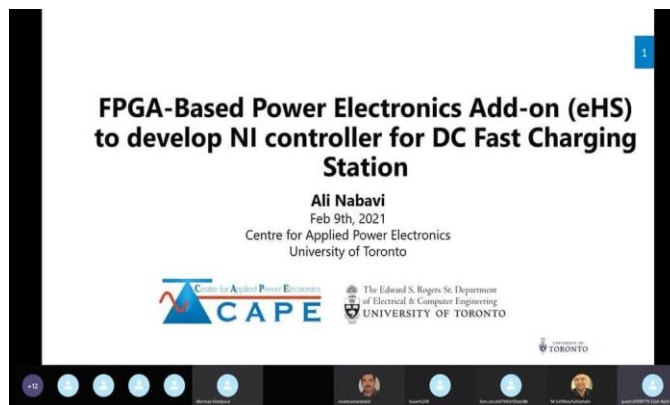 1
FPGA-Based Power Electronics Add-on (eHS)
to develop NI controller for DC Fast Charging
Station
Ali Nabavi
Feb 9th, 2021
Centre for Applied Power Electronics
University of Toronto
Centre for Applied Power Electronics
CAPE
The Edward S. Rogers Sr. Department
of Electrical & Computer Engineering
UNIVERSITY OF TORONTO
UNIVERSITY OF
TORONTO
+12